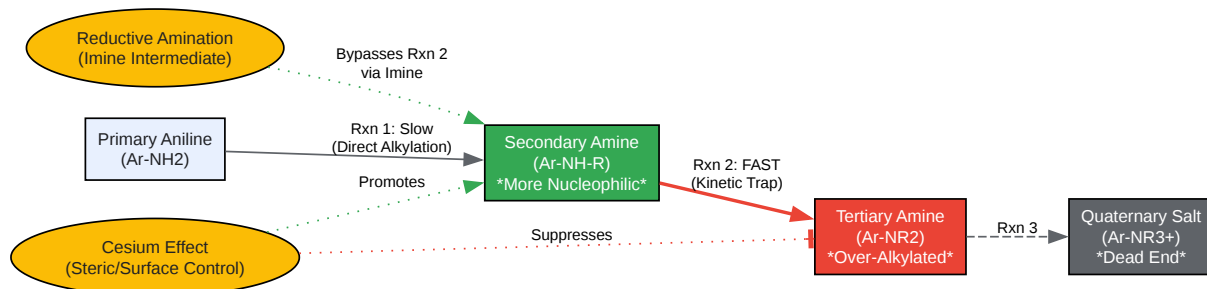 Reductive Amination
(Imine Intermediate)
Bypasses Rxn 2
via Imine
Primary Aniline
(Ar-NH2)
Rxn 1: Slow
(Direct Alkylation)
Secondary Amine
(Ar-NH-R)
*More Nucleophilic*
Rxn 2: FAST
(Kinetic Trap)
Promotes
Cesium Effect
(Steric/Surface Control)
Suppresses
Tertiary Amine
(Ar-NR2)
*Over-Alkylated*
Rxn 3
Quaternary Salt
(Ar-NR3+)
*Dead End*